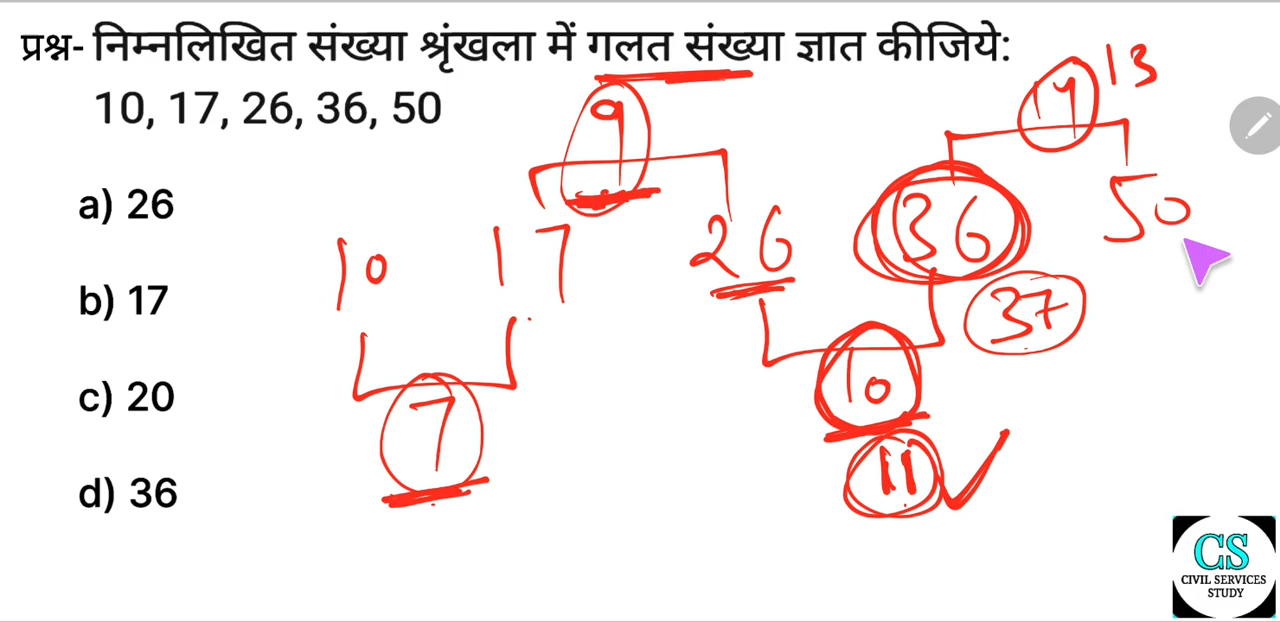 प्रश्न- निम्नलिखित संख्या श्रृंखला में गलत संख्या ज्ञात कीजिये:
10, 17, 26, 36, 50
a) 26
b) 17
c) 20
d) 36
9
14 13
10 17 26 36 50
37
7
10
11
CS
CIVIL SERVICES
STUDY